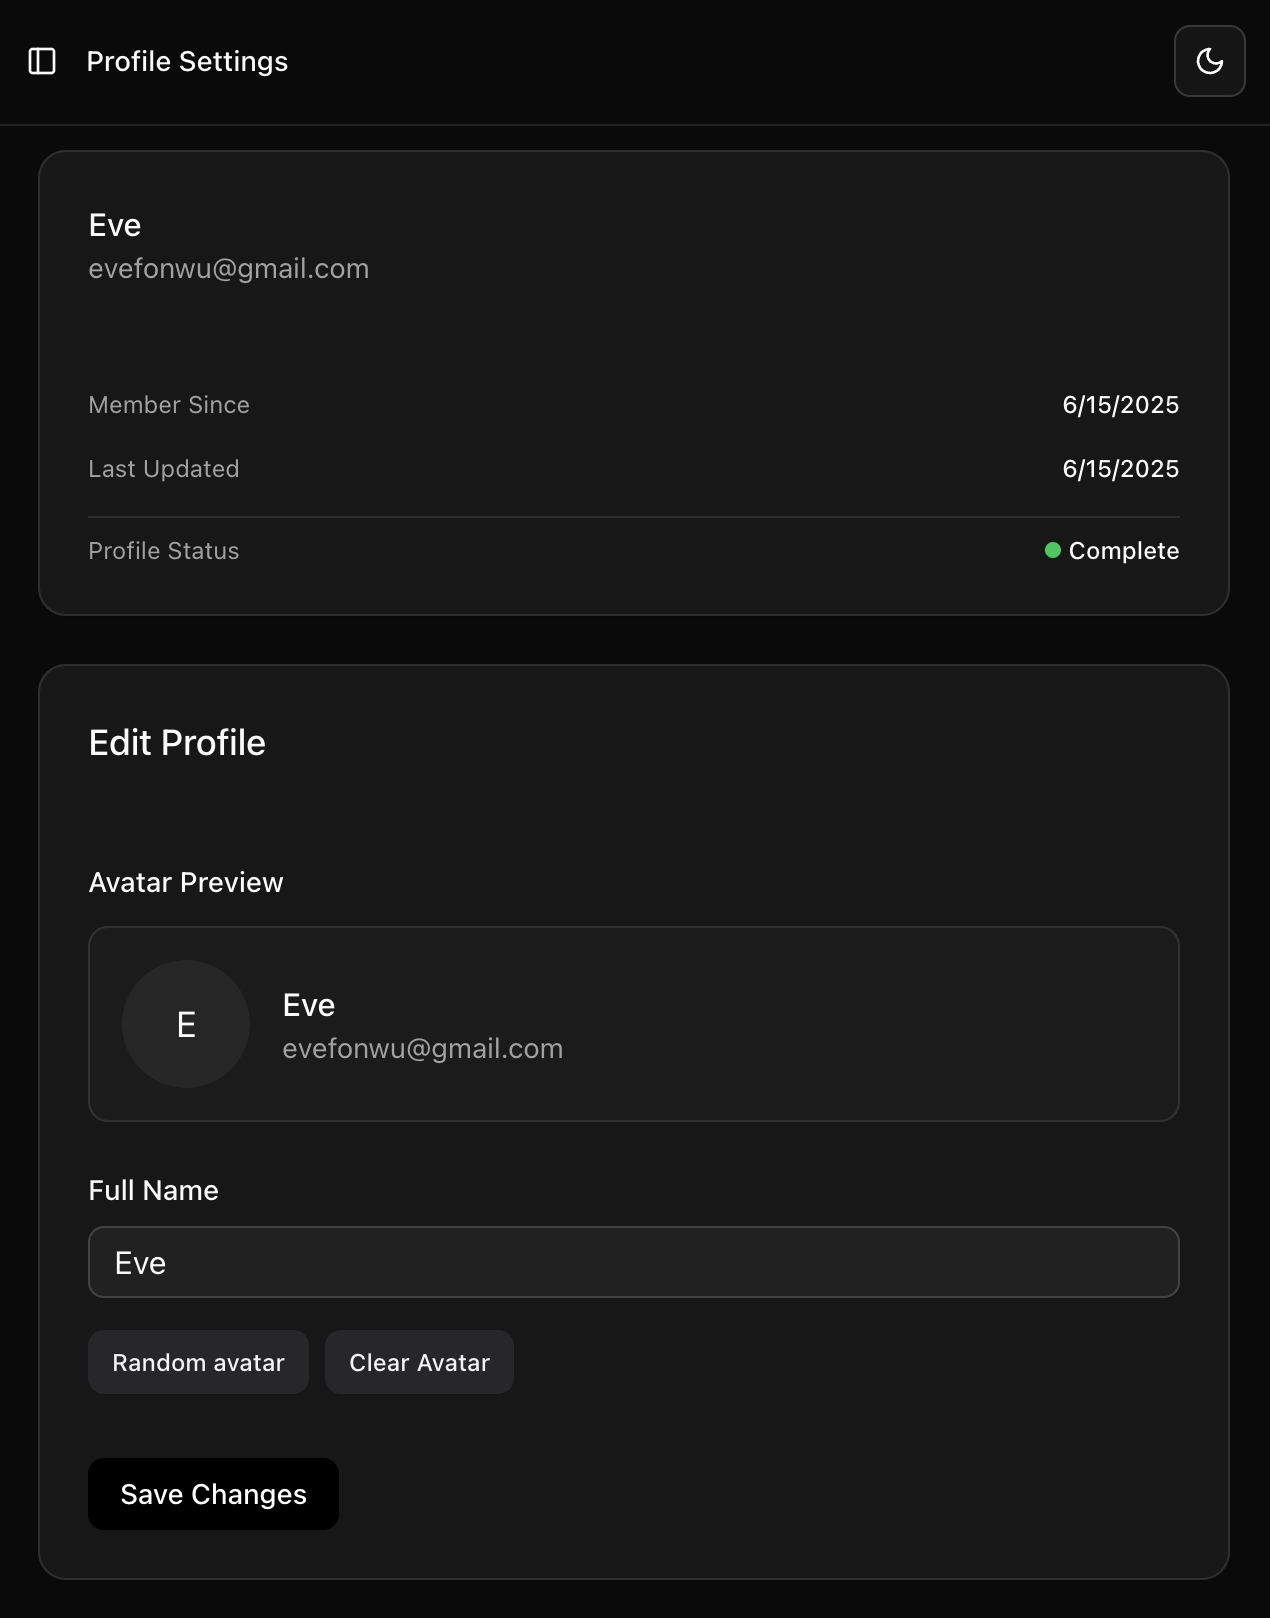 Profile Settings
Eve
evefonwu@gmail.com
Member Since 6/15/2025
Last Updated 6/15/2025
Profile Status Complete
Edit Profile
Avatar Preview
E
Eve
evefonwu@gmail.com
Full Name
Eve
Random avatar Clear Avatar
Save Changes